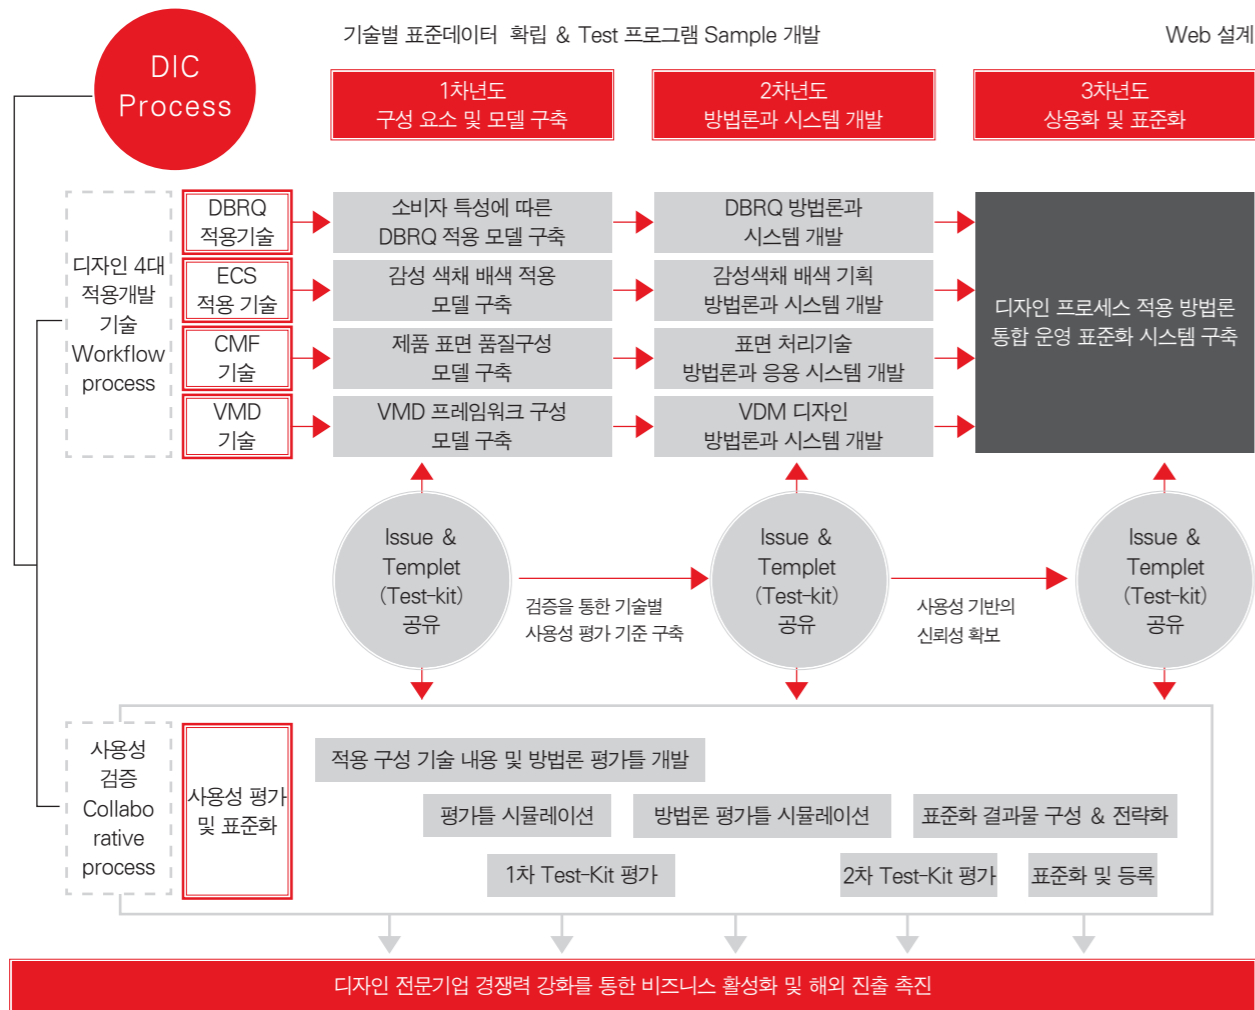 DIC
Process
기술별 표준데이터 확립 & Test 프로그램 Sample 개발
Web 설계
1차년도
구성 요소 및 모델 구축
2차년도
방법론과 시스템 개발
3차년도
상용화 및 표준화
디자인 4대
적용개발
기술
Workflow
process
DBRQ
적용기술
소비자 특성에 따른
DBRQ 적용 모델 구축
DBRQ 방법론과
시스템 개발
ECS
적용 기술
감성 색채 배색 적용
모델 구축
감성색채 배색 기획
방법론과 시스템 개발
CMF
기술
제품 표면 품질구성
모델 구축
표면 처리기술
방법론과 응용 시스템 개발
VMD
기술
VMD 프레임워크 구성
모델 구축
VDM 디자인
방법론과 시스템 개발
디자인 프로세스 적용 방법론
통합 운영 표준화 시스템 구축
Issue &
Templet
(Test-kit)
공유
검증을 통한 기술별
사용성 평가 기준 구축
Issue &
Templet
(Test-kit)
공유
사용성 기반의
신뢰성 확보
Issue &
Templet
(Test-kit)
공유
사용성
검증
Collabo
rative
process
사용성 평가
및 표준화
적용 구성 기술 내용 및 방법론 평가틀 개발
평가틀 시뮬레이션
방법론 평가틀 시뮬레이션
표준화 결과물 구성 & 전략화
1차 Test-Kit 평가
2차 Test-Kit 평가
표준화 및 등록
디자인 전문기업 경쟁력 강화를 통한 비즈니스 활성화 및 해외 진출 촉진